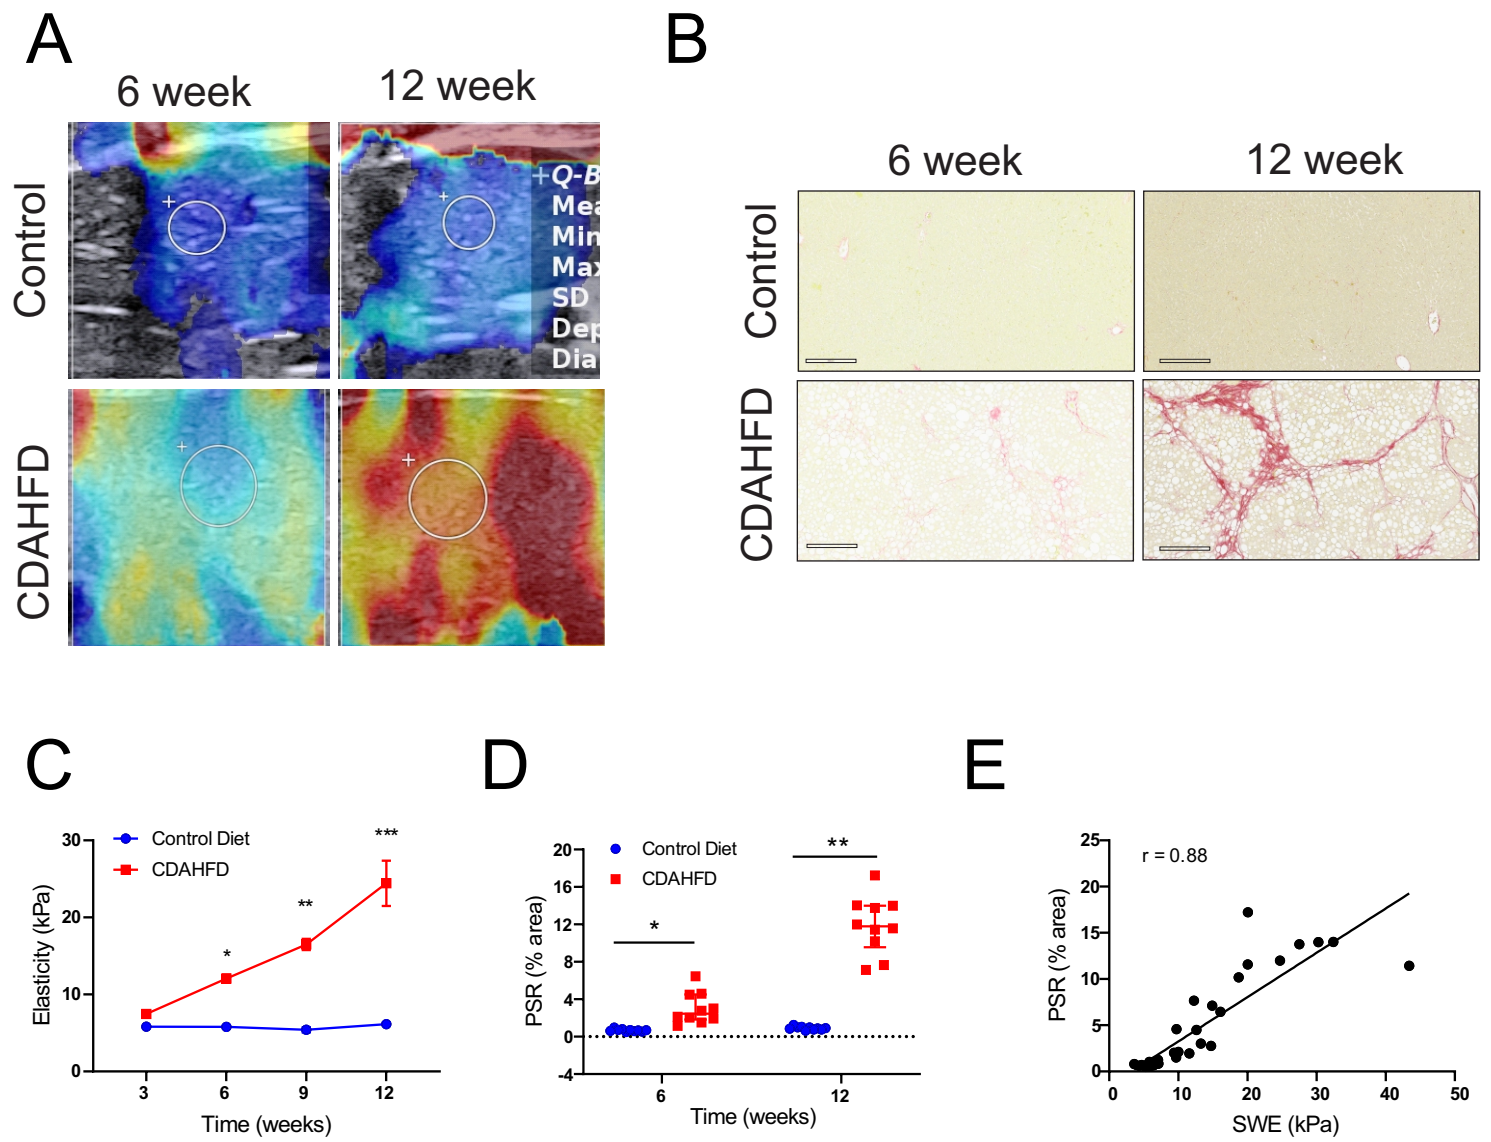 A
6 week
12 week
Control
+Q-B
Mea
Min
Max
SD
Dep
Dia
CDAHFD
B
6 week
12 week
Control
CDAHFD
C
Control Diet
CDAHFD
Elasticity (kPa)
30
20
10
0
*
**
***
3
6
9
12
Time (weeks)
D
Control Diet
CDAHFD
PSR (% area)
20
16
12
8
4
0
-4
*
**
6
12
Time (weeks)
E
r = 0.88
PSR (% area)
25
20
15
10
5
0
0
10
20
30
40
50
SWE (kPa)